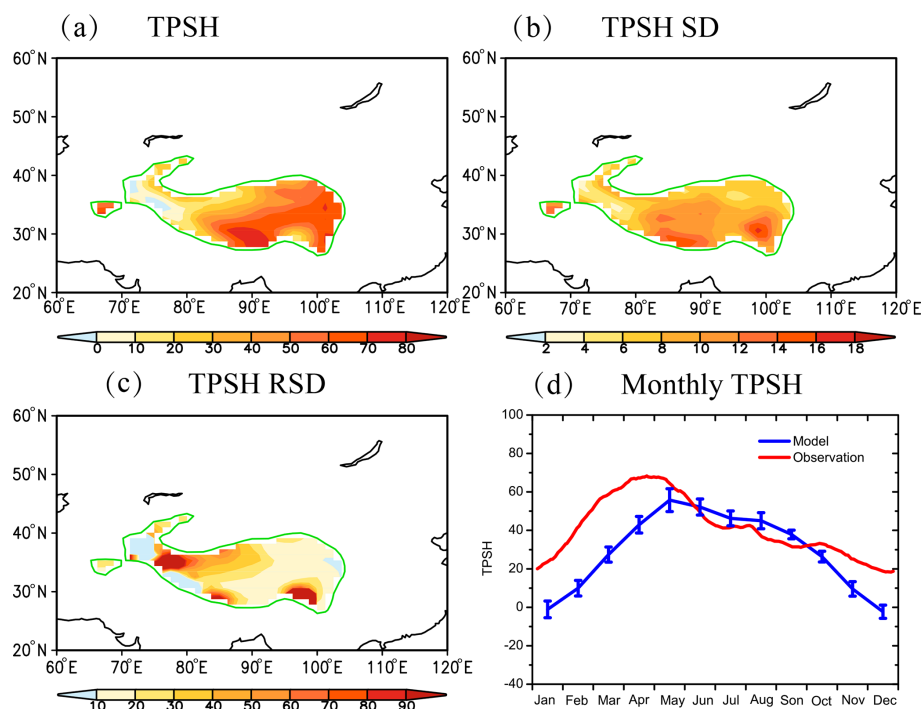 (a) TPSH
(b) TPSH SD
60°N
50°N
40°N
30°N
20°N
60°E 70°E 80°E 90°E 100°E 110°E 120°E
0 10 20 30 40 50 60 70 80
60°N
50°N
40°N
30°N
20°N
60°E 70°E 80°E 90°E 100°E 110°E 120°E
2 4 6 8 10 12 14 16 18
(c) TPSH RSD
(d) Monthly TPSH
60°N
50°N
40°N
30°N
20°N
60°E 70°E 80°E 90°E 100°E 110°E 120°E
10 20 30 40 50 60 70 80 90
TPSH
100
80
60
40
20
0
-20
-40
Model
Observation
Jan Feb Mar Apr May Jun Jul Aug Son Oct Nov Dec